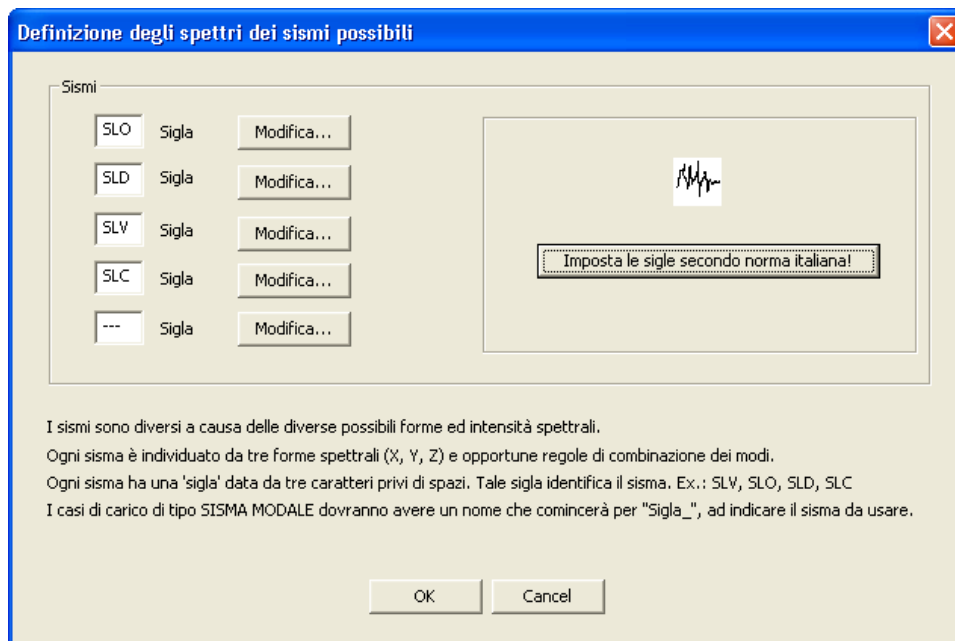 Definizione degli spettri dei sismi possibili
Sismi
SLO Sigla Modifica...
SLD Sigla Modifica...
SLV Sigla Modifica...
SLC Sigla Modifica...
--- Sigla Modifica...
Imposta le sigle secondo norma italiana!
I sismi sono diversi a causa delle diverse possibili forme ed intensità spettrali.
Ogni sisma è individuato da tre forme spettrali (X, Y, Z) e opportune regole di combinazione dei modi.
Ogni sisma ha una 'sigla' data da tre caratteri privi di spazi. Tale sigla identifica il sisma. Ex.: SLV, SLO, SLD, SLC
I casi di carico di tipo SISMA MODALE dovranno avere un nome che comincerà per "Sigla_", ad indicare il sisma da usare.
OK Cancel